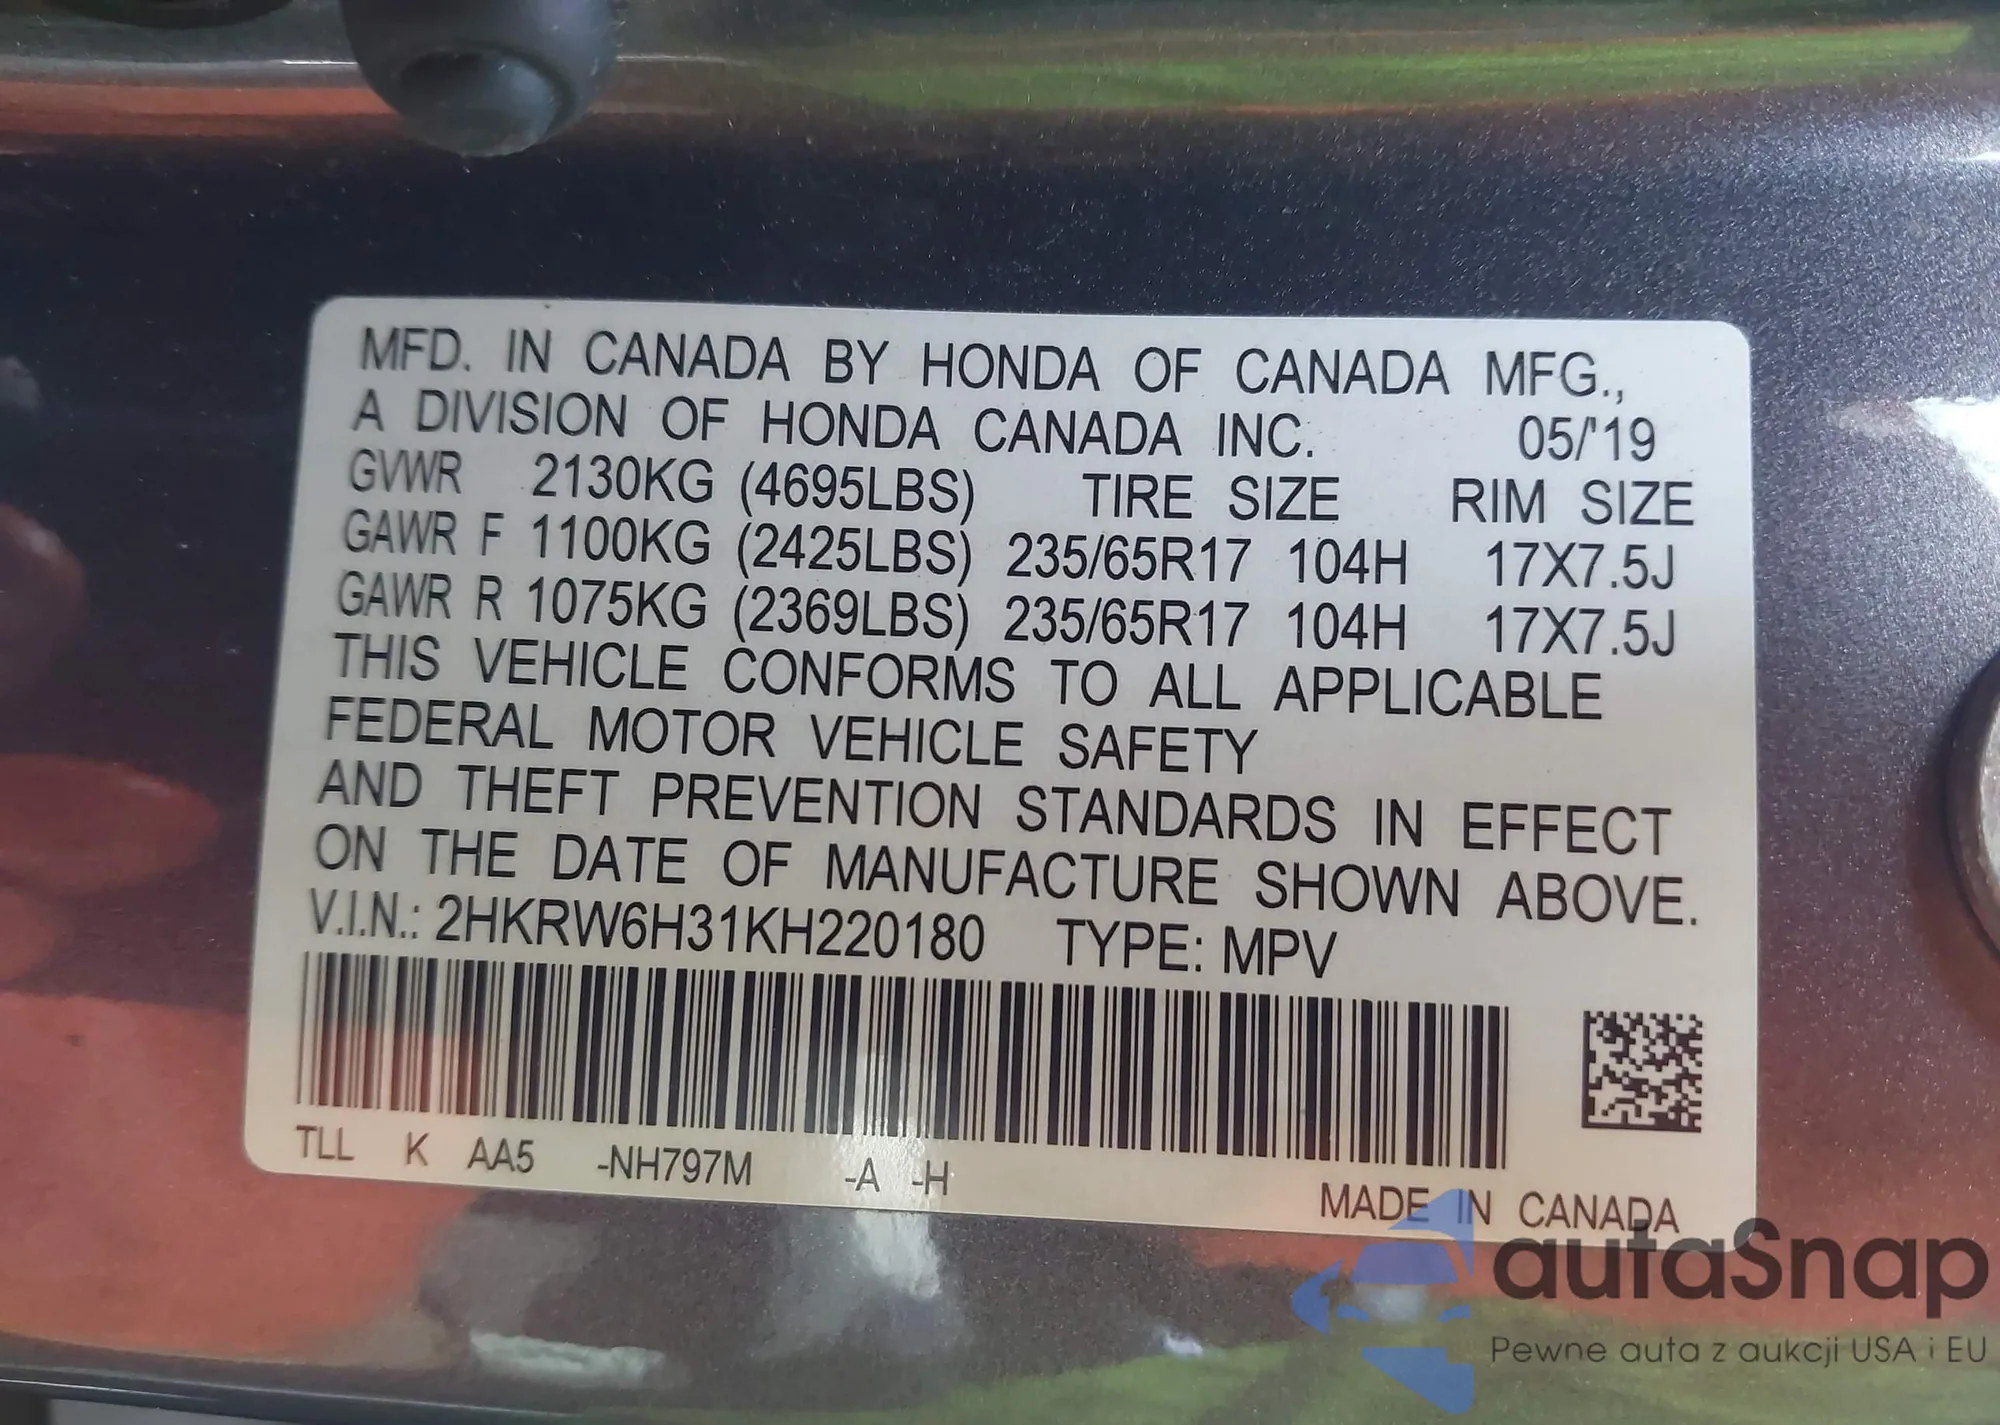 MFD. IN CANADA BY HONDA OF CANADA MFG.,
A DIVISION OF HONDA CANADA INC. 05/'19
GVWR 2130KG (4695LBS) TIRE SIZE RIM SIZE
GAWR F 1100KG (2425LBS) 235/65R17 104H 17X7.5J
GAWR R 1075KG (2369LBS) 235/65R17 104H 17X7.5J
THIS VEHICLE CONFORMS TO ALL APPLICABLE
FEDERAL MOTOR VEHICLE SAFETY
AND THEFT PREVENTION STANDARDS IN EFFECT
ON THE DATE OF MANUFACTURE SHOWN ABOVE.
V.I.N.: 2HKRW6H31KH220180 TYPE: MPV
TLL K AA5 -NH797M -A -H
MADE IN CANADA
autaSnap
Pewne auta z aukcji USA i EU